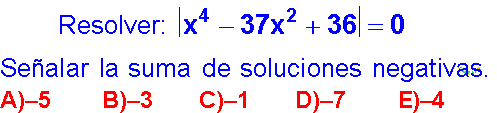 Resolver: |x⁴ – 37x² + 36| = 0
Señalar la suma de soluciones negativas.
A)–5 B)–3 C)–1 D)–7 E)–4